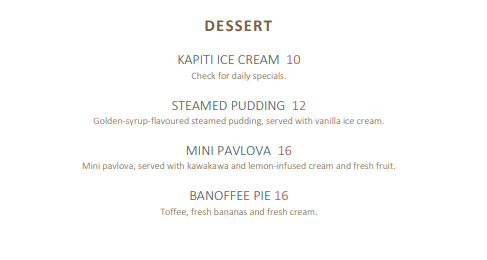 DESSERT
KAPITI ICE CREAM 10
Check for daily specials.
STEAMED PUDDING 12
Golden-syrup-flavoured steamed pudding, served with vanilla ice cream.
MINI PAVLOVA 16
Mini pavlova, served with kawakawa and lemon-infused cream and fresh fruit.
BANOFFEE PIE 16
Toffee, fresh bananas and fresh cream.